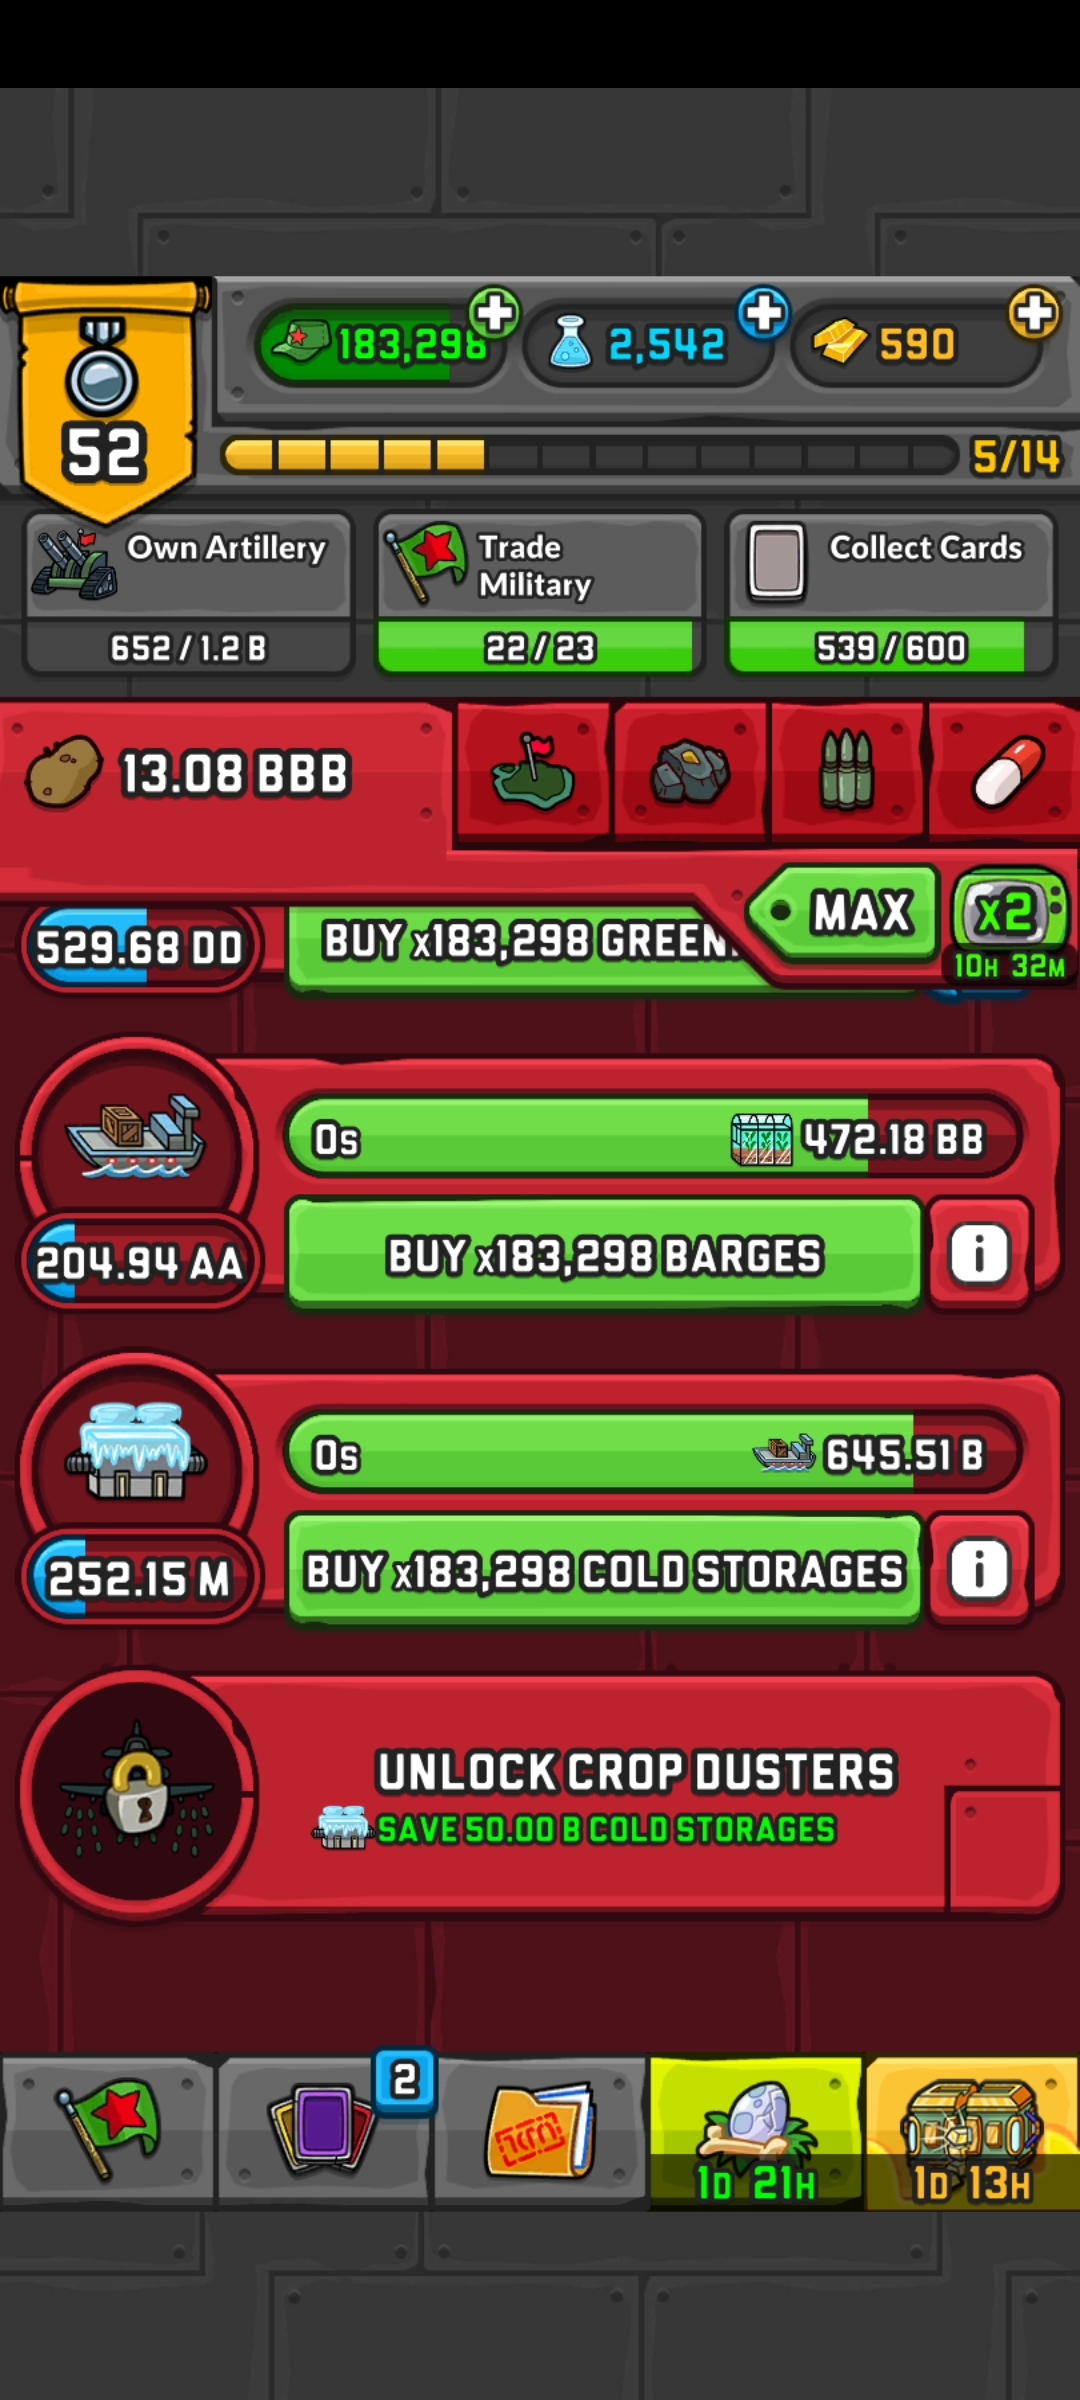 183,298
2,542
590
52
5/14
Own Artillery
652 / 1.2 B
Trade
Military
22 / 23
Collect Cards
539 / 600
13.08 BBB
MAX
x2
10H 32M
529.68 DD
BUY x183,298 GREEN
0s
472.18 BB
204.94 AA
BUY x183,298 BARGES
i
0s
645.51 B
252.15 M
BUY x183,298 COLD STORAGES
i
UNLOCK CROP DUSTERS
SAVE 50.00 B COLD STORAGES
2
1D 21H
1D 13H